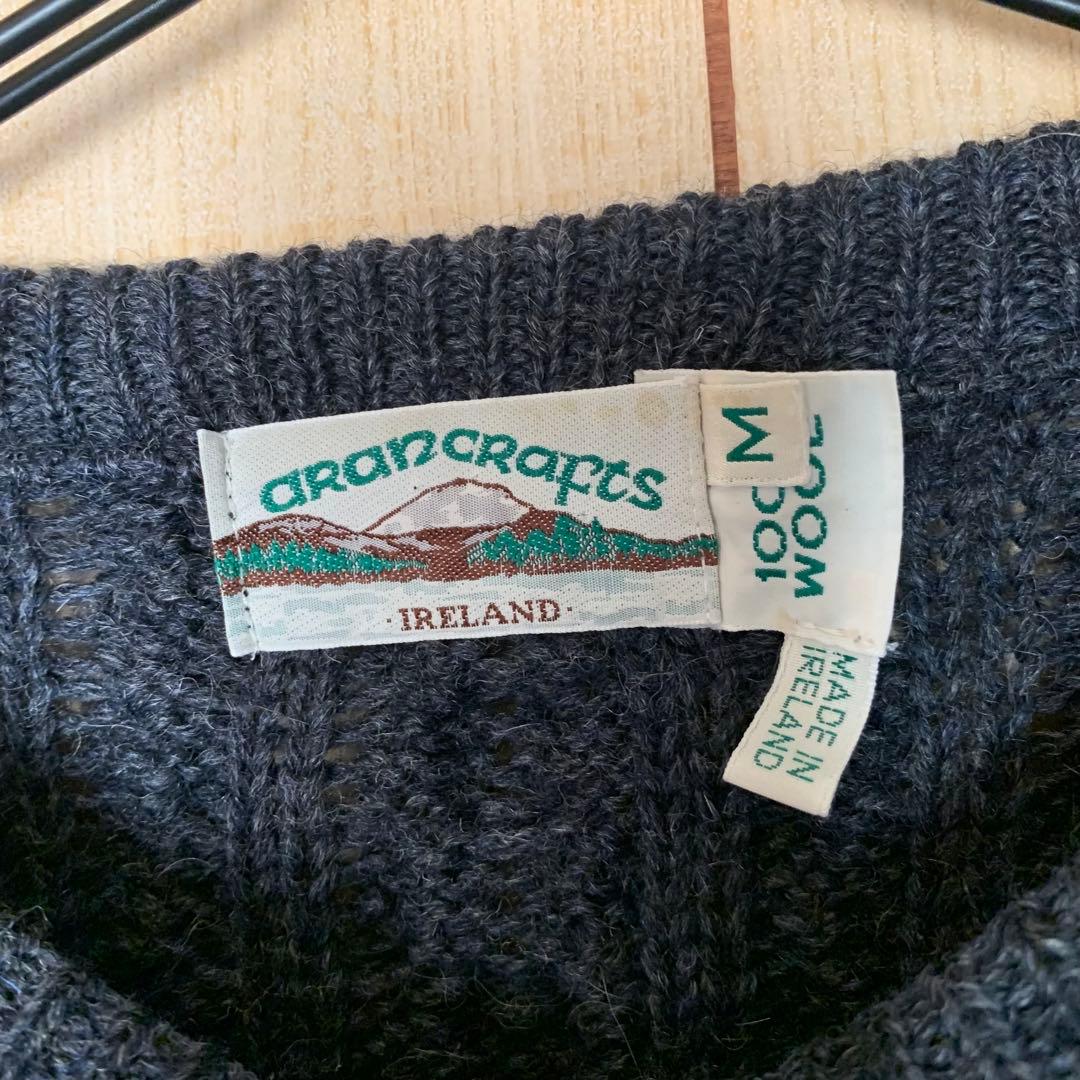 arancrafts
·IRELAND·
M
100
WOOL
MADE IN
IRELAND